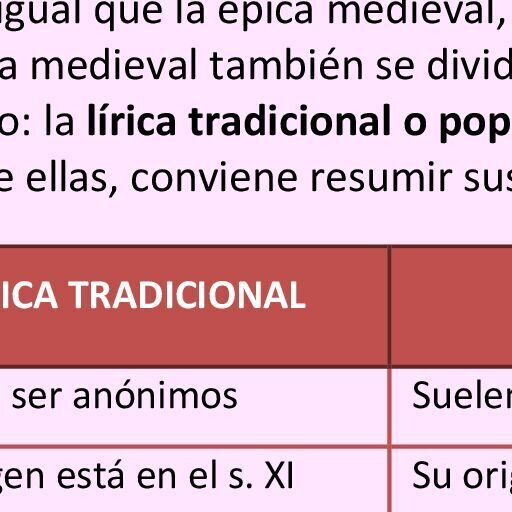 igual que la épica medieval,
a medieval también se divid
o: la lírica tradicional o pop
e ellas, conviene resumir sus
ICA TRADICIONAL
ser anónimos Suelen
gen está en el s. XI Su orig